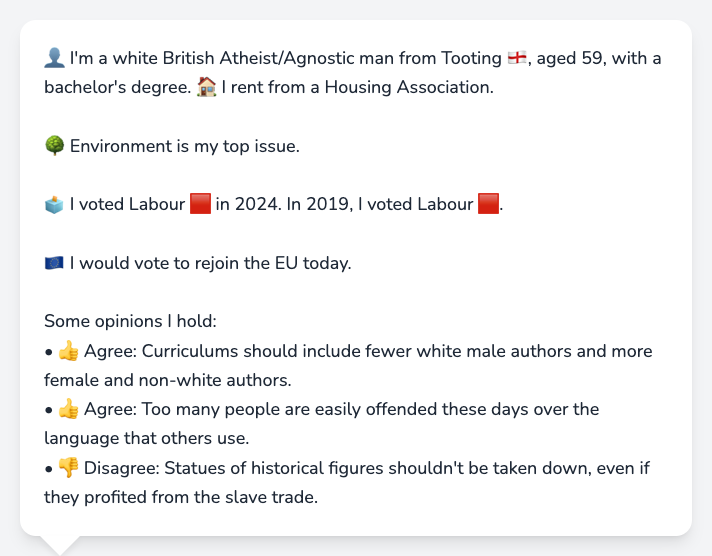 👤 I'm a white British Atheist/Agnostic man from Tooting 🏴󠁧󠁢󠁥󠁮󠁧󠁿, aged 59, with a
bachelor's degree. 🏠 I rent from a Housing Association.
🌳 Environment is my top issue.
🗳️ I voted Labour 🟥 in 2024. In 2019, I voted Labour 🟥.
🇪🇺 I would vote to rejoin the EU today.
Some opinions I hold:
• 👍 Agree: Curriculums should include fewer white male authors and more
female and non-white authors.
• 👍 Agree: Too many people are easily offended these days over the
language that others use.
• 👎 Disagree: Statues of historical figures shouldn't be taken down, even if
they profited from the slave trade.